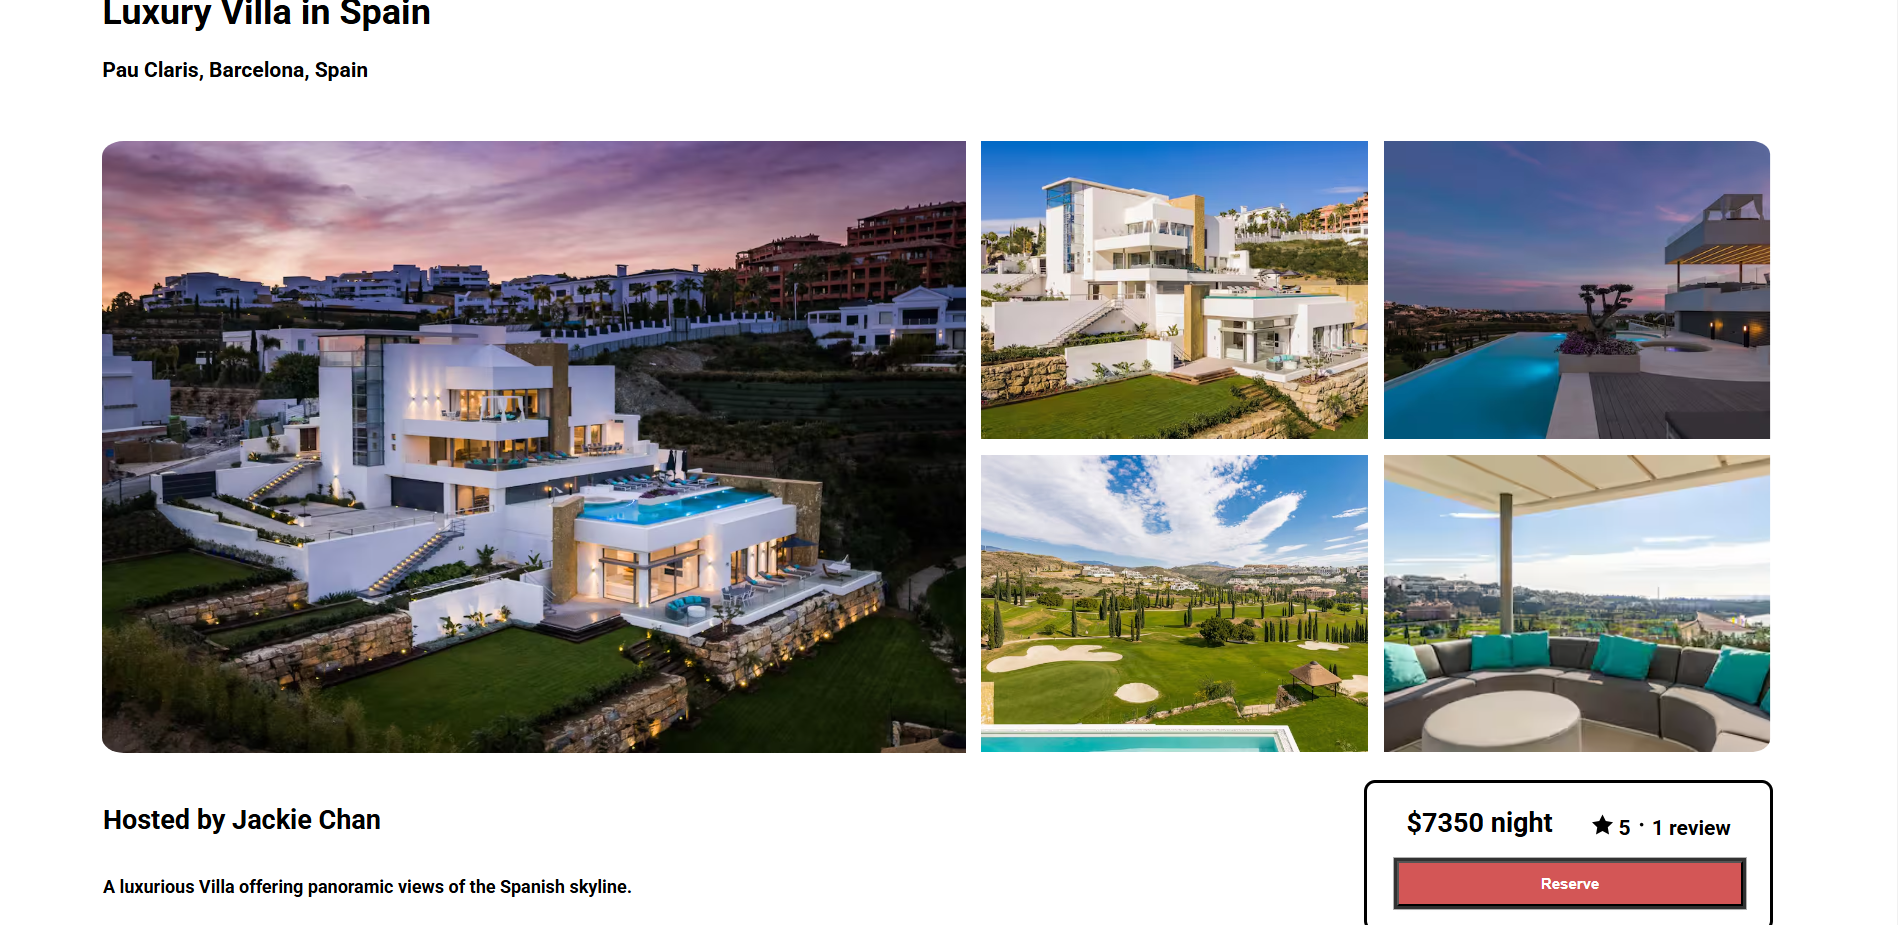 Luxury Villa in Spain
Pau Claris, Barcelona, Spain
Hosted by Jackie Chan
A luxurious Villa offering panoramic views of the Spanish skyline.
$7350 night ★ 5 · 1 review
Reserve